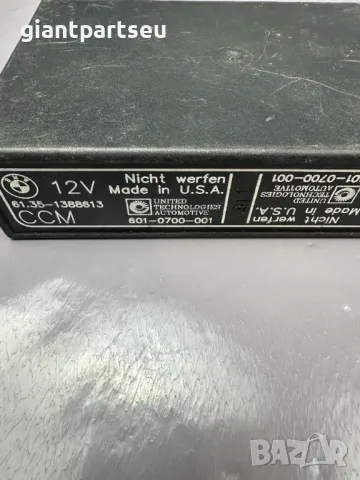 giantpartseu
12V
Nicht werfen
Made in U.S.A.
61.35-1388613
CCM
UNITED
TECHNOLOGIES
AUTOMOTIVE
601-0700-001
Nicht werfen
Made in U.S.A.
UNITED
TECHNOLOGIES
AUTOMOTIVE
01-0700-001
BAZAR